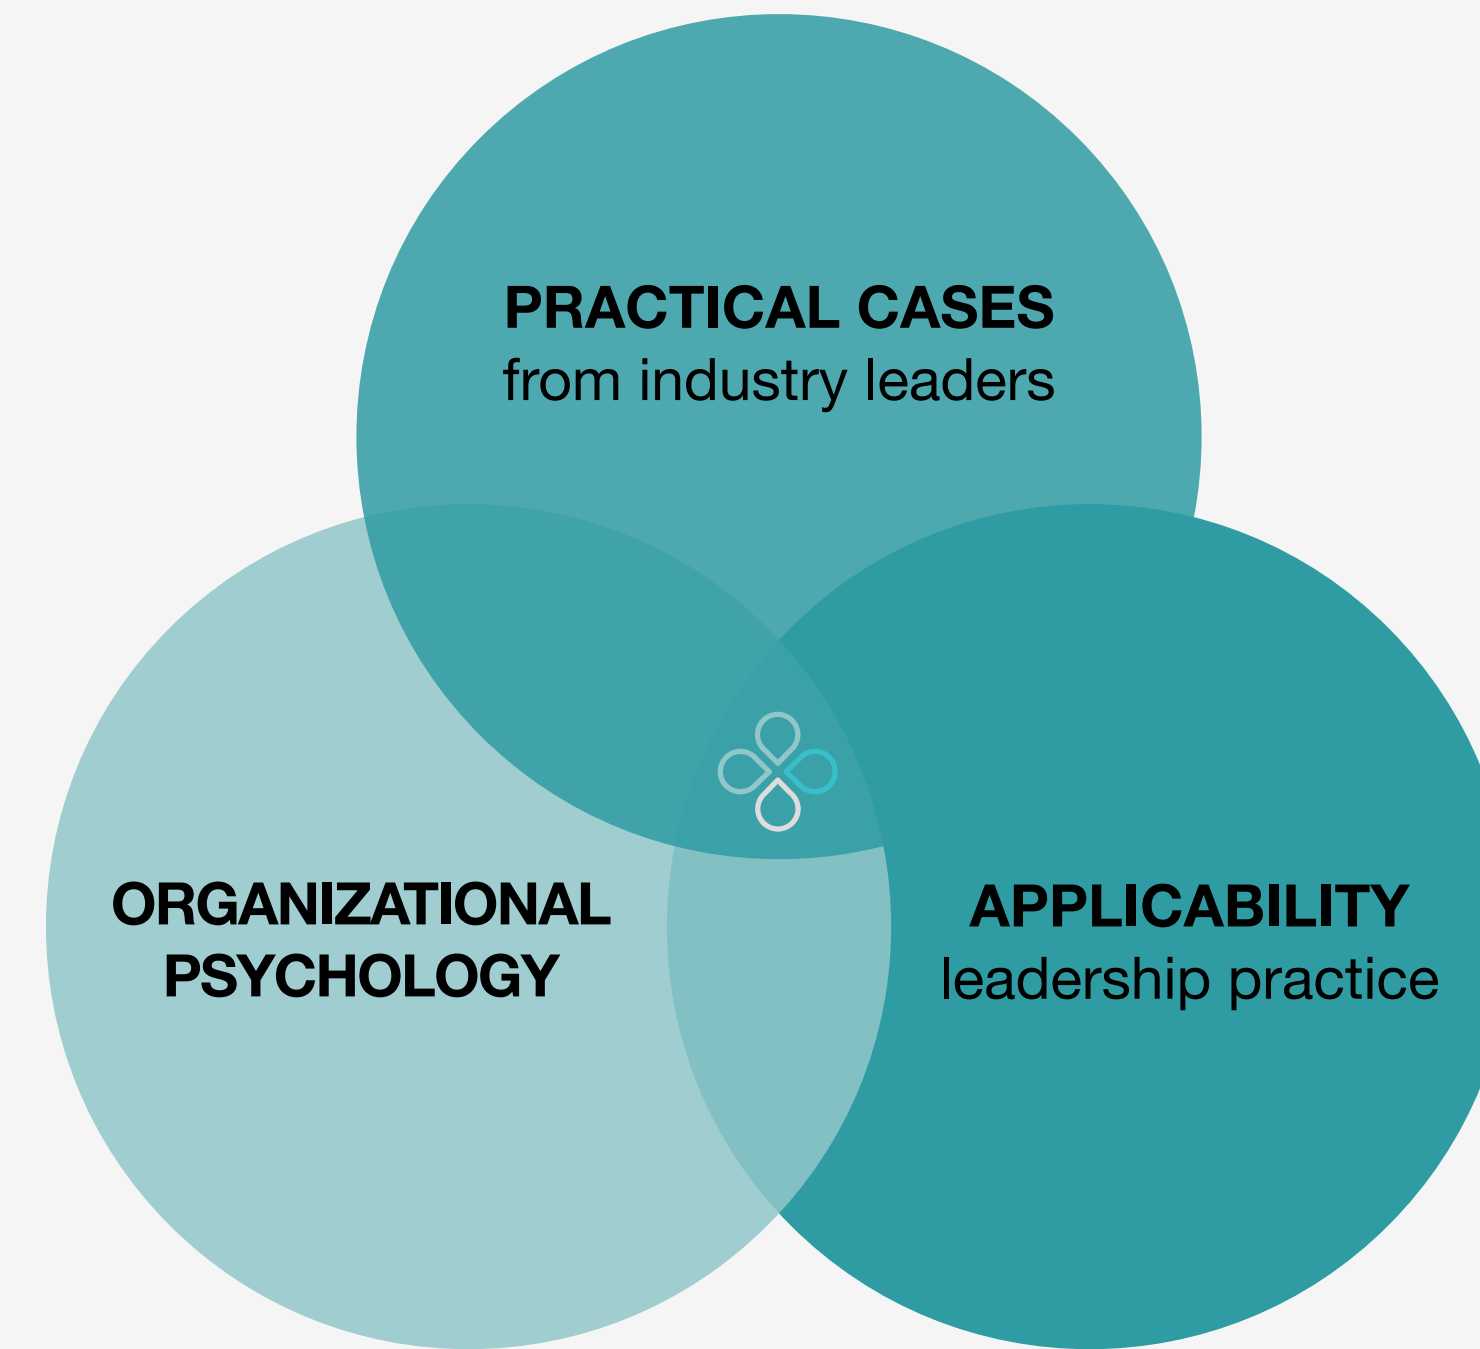 PRACTICAL CASES
from industry leaders
ORGANIZATIONAL
PSYCHOLOGY
APPLICABILITY
leadership practice